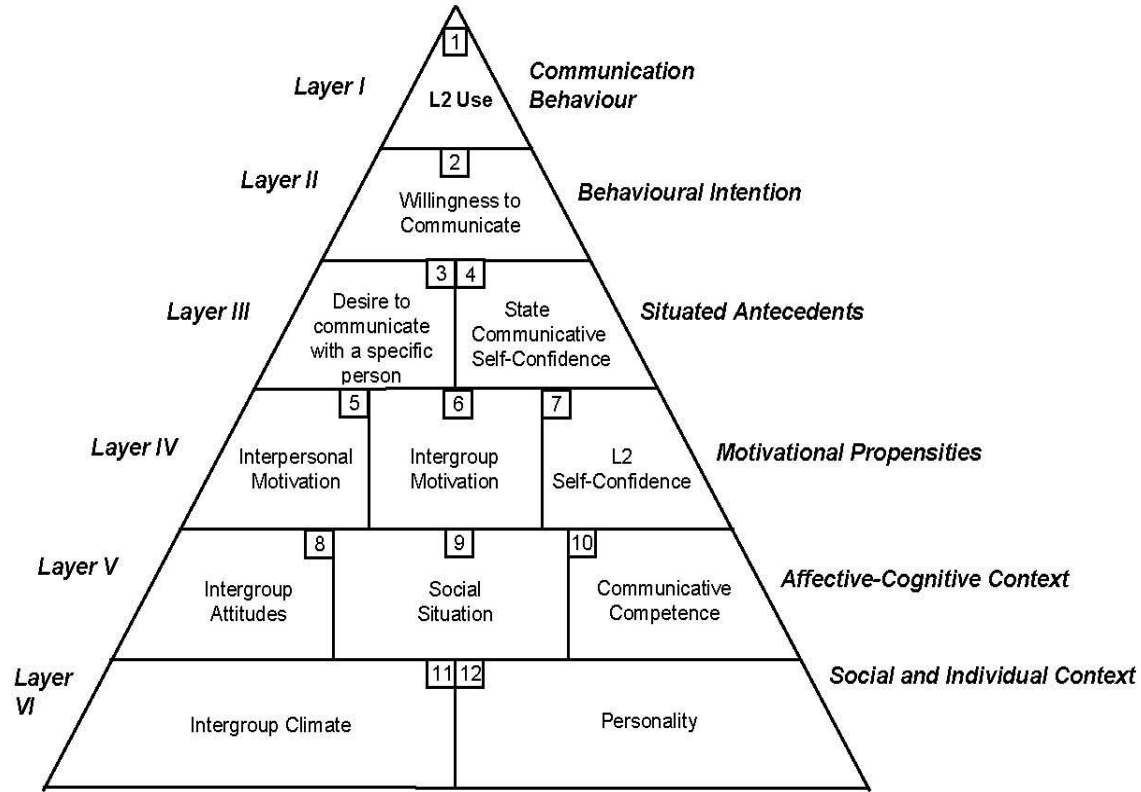 1
Layer I
L2 Use
Communication
Behaviour
2
Layer II
Willingness to
Communicate
Behavioural Intention
3 4
Layer III
Desire to
communicate
with a specific
person
State
Communicative
Self-Confidence
Situated Antecedents
5 6 7
Layer IV
Interpersonal
Motivation
Intergroup
Motivation
L2
Self-Confidence
Motivational Propensities
8 9 10
Layer V
Intergroup
Attitudes
Social
Situation
Communicative
Competence
Affective-Cognitive Context
11 12
Layer
VI
Intergroup Climate
Personality
Social and Individual Context